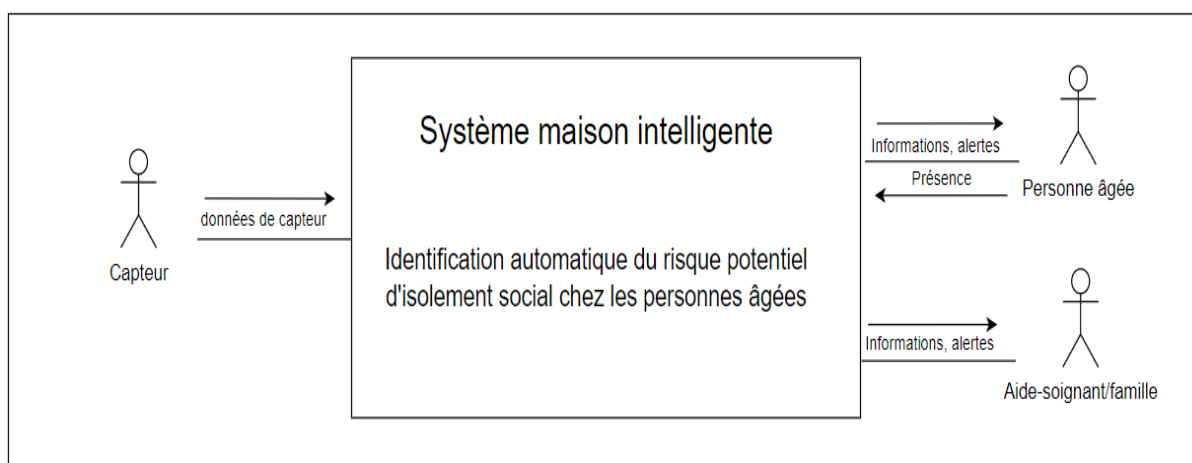 Système maison intelligente
Identification automatique du risque potentiel
d'isolement social chez les personnes âgées
données de capteur
Capteur
Informations, alertes
Présence
Personne âgée
Informations, alertes
Aide-soignant/famille